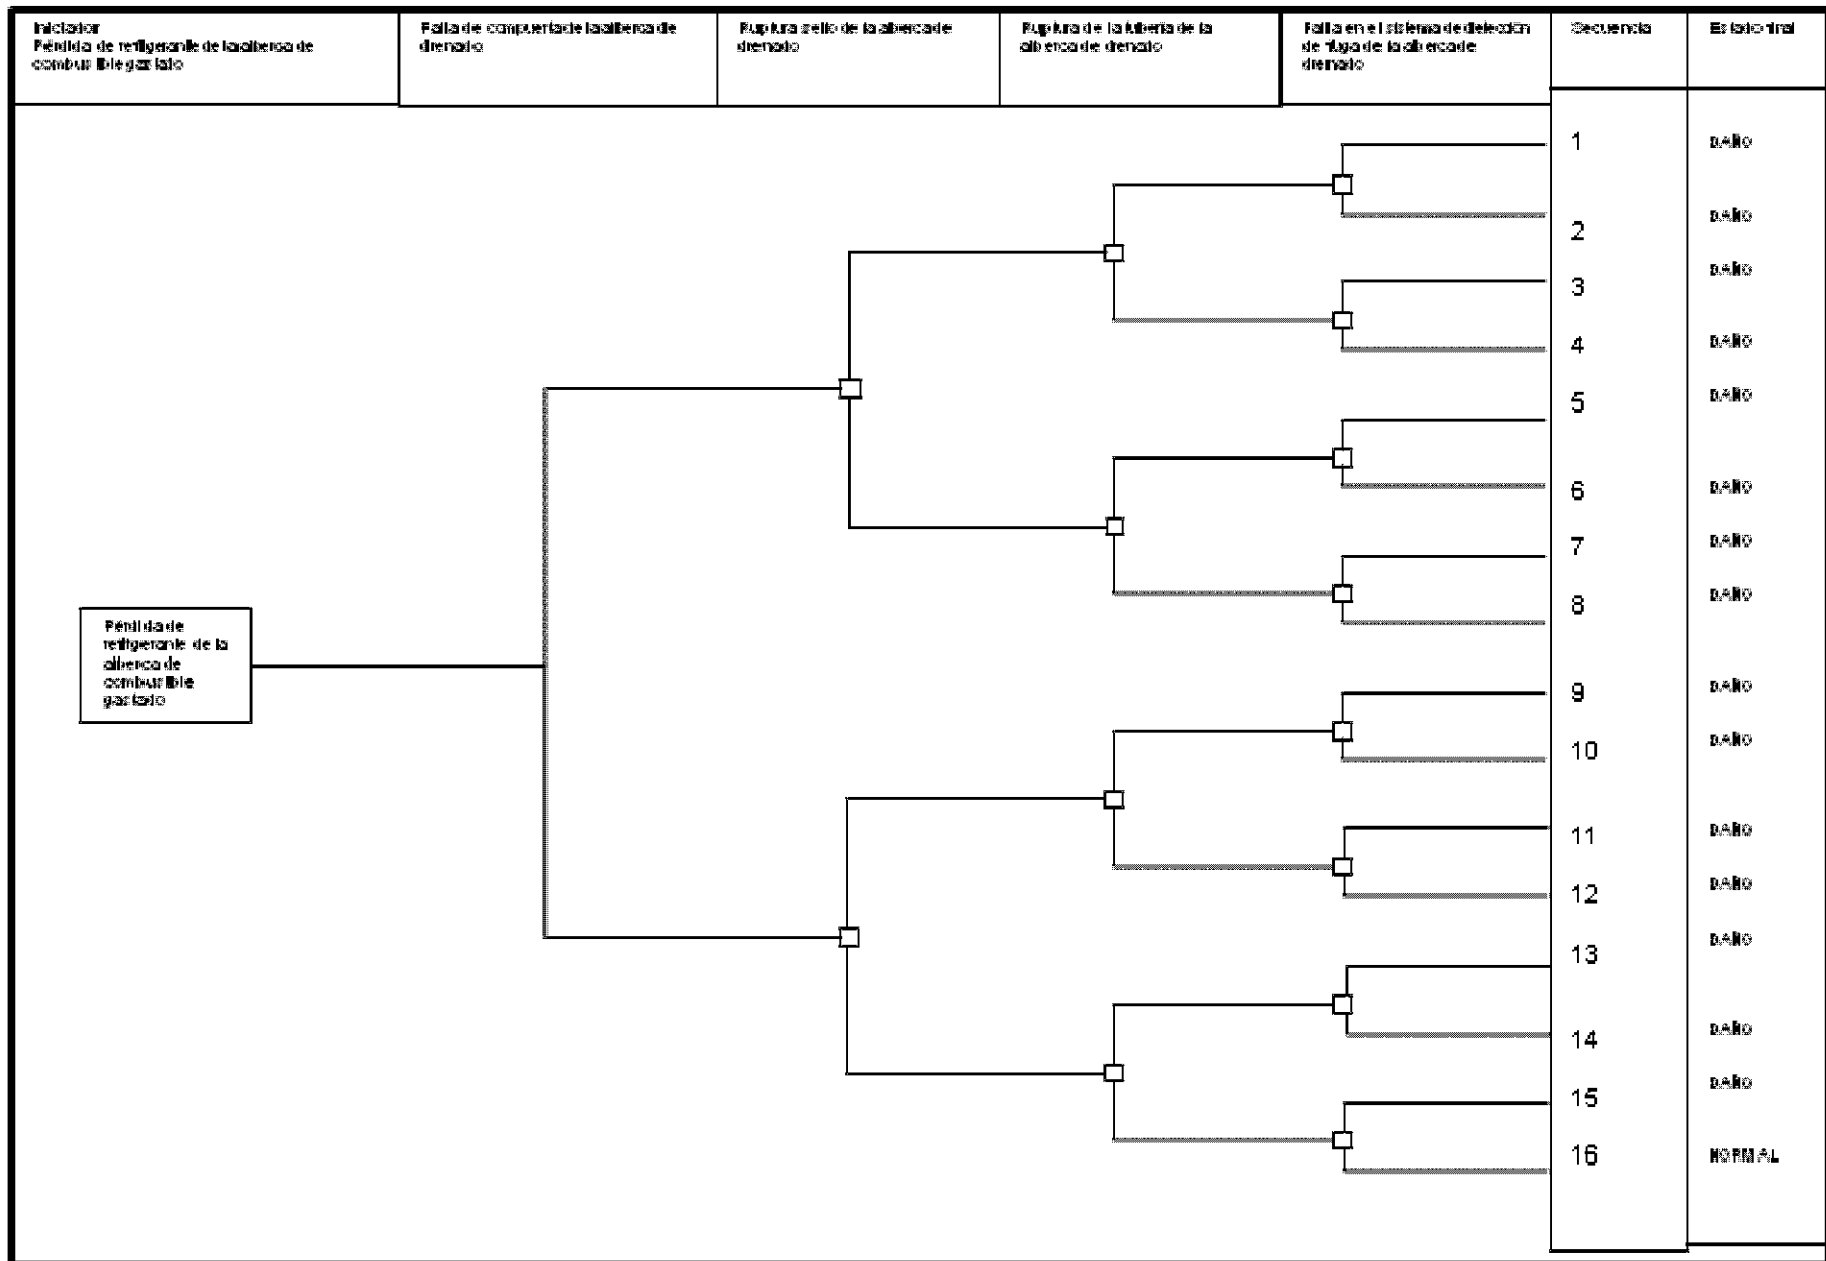 Iniciador
Pérdida de refrigerante de la alberca de
combustible gastado
Falla de compuerta de la alberca de
drenado
Ruptura sello de la alberca de
drenado
Ruptura de la tubería de la
alberca de drenado
Falla en el sistema de detección
de fuga de la alberca de
drenado
Secuencia
Estado final
1 DAÑO
2 DAÑO
3 DAÑO
4 DAÑO
5 DAÑO
6 DAÑO
7 DAÑO
8 DAÑO
Pérdida de
refrigerante de la
alberca de
combustible
gastado
9 DAÑO
10 DAÑO
11 DAÑO
12 DAÑO
13 DAÑO
14 DAÑO
15 DAÑO
16 NORMAL